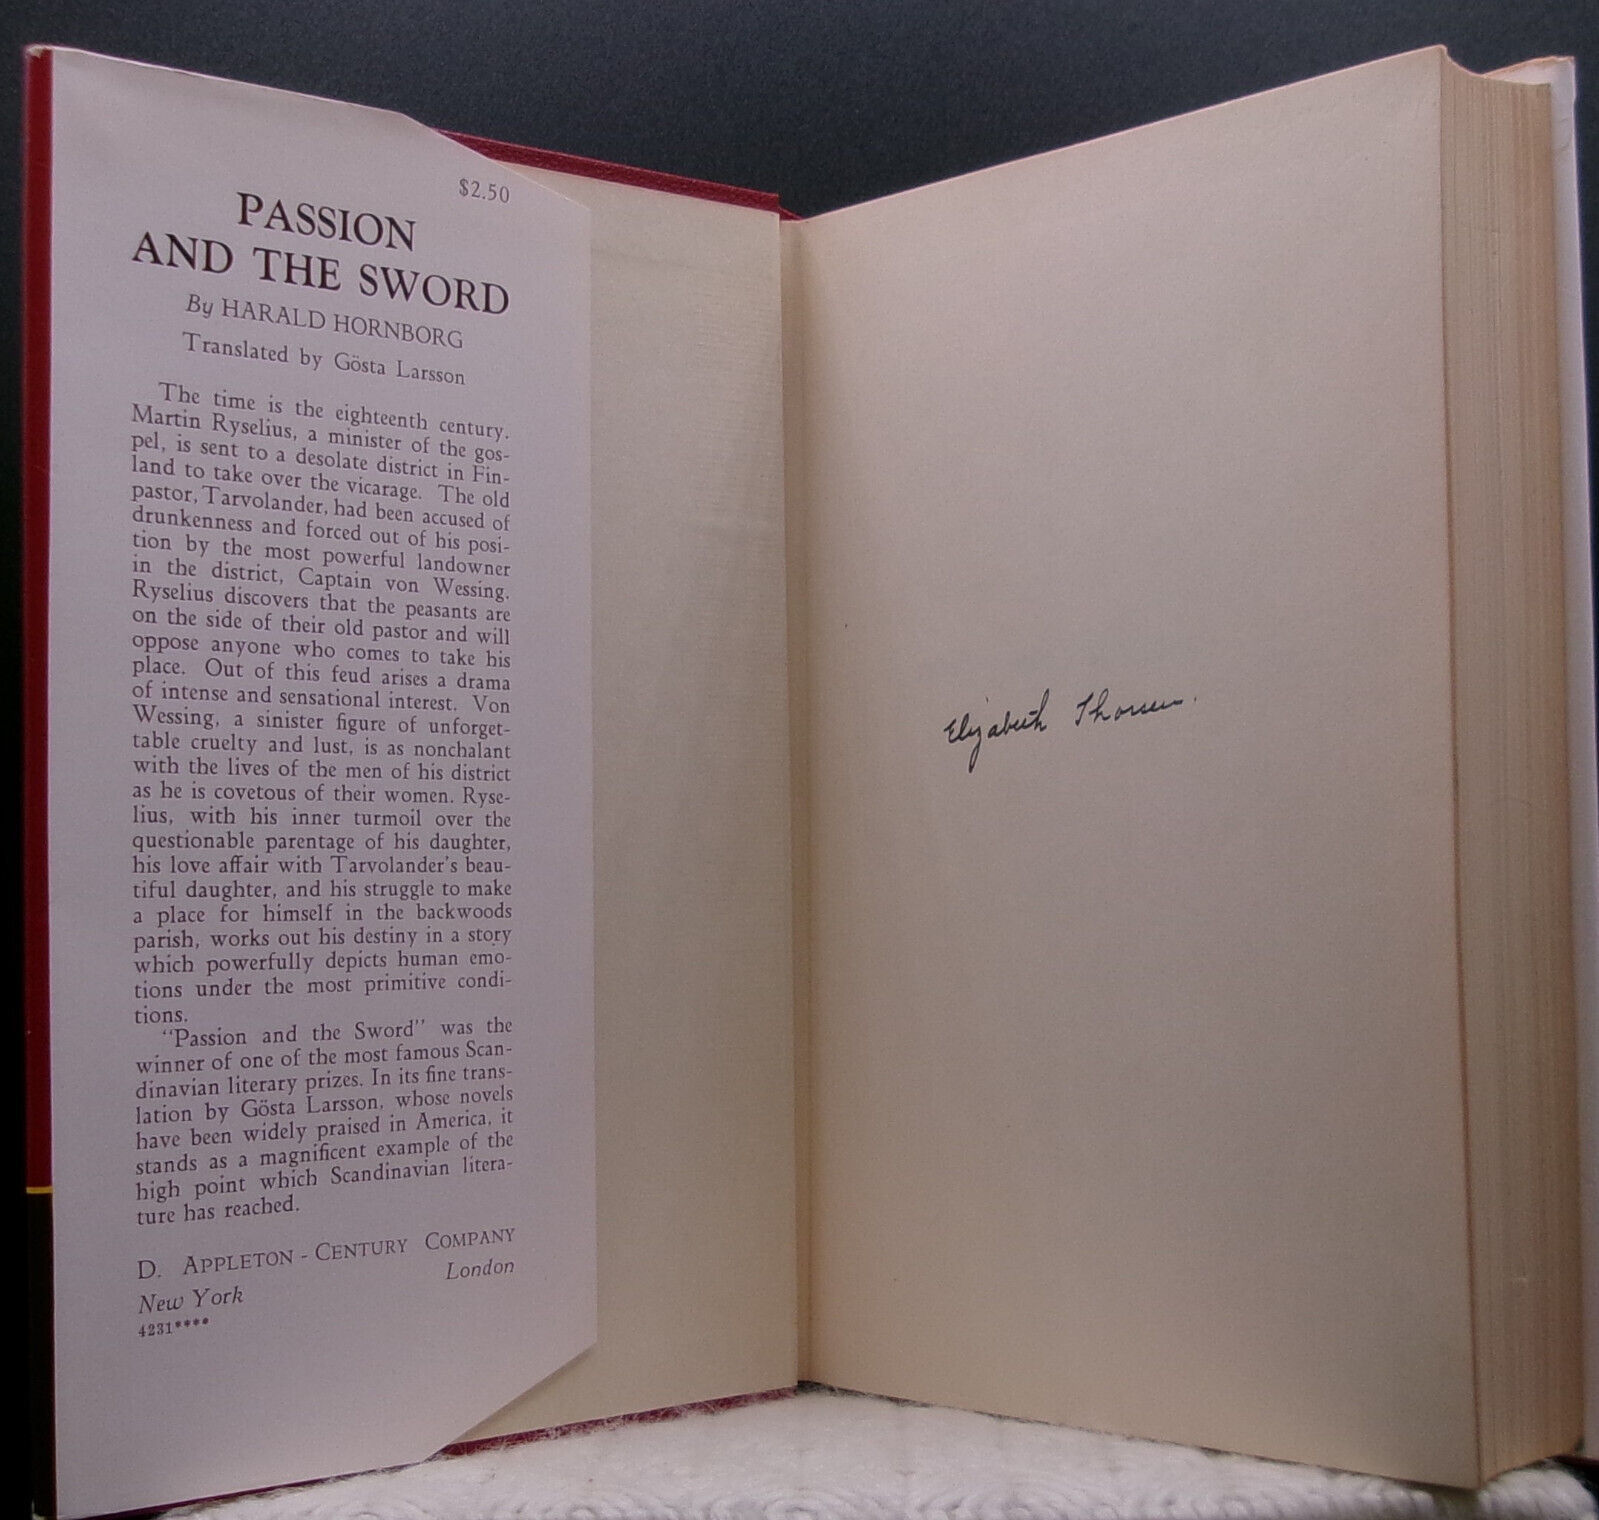 $2.50
PASSION
AND THE SWORD
By HARALD HORNBORG
Translated by Gösta Larsson
The time is the eighteenth century.
Martin Ryselius, a minister of the gos-
pel, is sent to a desolate district in Fin-
land to take over the vicarage. The old
pastor, Tarvolander, had been accused of
drunkenness and forced out of his posi-
tion by the most powerful landowner
in the district, Captain von Wessing.
Ryselius discovers that the peasants are
on the side of their old pastor and will
oppose anyone who comes to take his
place. Out of this feud arises a drama
of intense and sensational interest. Von
Wessing, a sinister figure of unforget-
table cruelty and lust, is as nonchalant
with the lives of the men of his district
as he is covetous of their women. Ryse-
lius, with his inner turmoil over the
questionable parentage of his daughter,
his love affair with Tarvolander's beau-
tiful daughter, and his struggle to make
a place for himself in the backwoods
parish, works out his destiny in a story
which powerfully depicts human emo-
tions under the most primitive condi-
tions.
"Passion and the Sword" was the
winner of one of the most famous Scan-
dinavian literary prizes. In its fine trans-
lation by Gösta Larsson, whose novels
have been widely praised in America, it
stands as a magnificent example of the
high point which Scandinavian litera-
ture has reached.
D. APPLETON - CENTURY COMPANY
New York London
4231****
Elizabeth